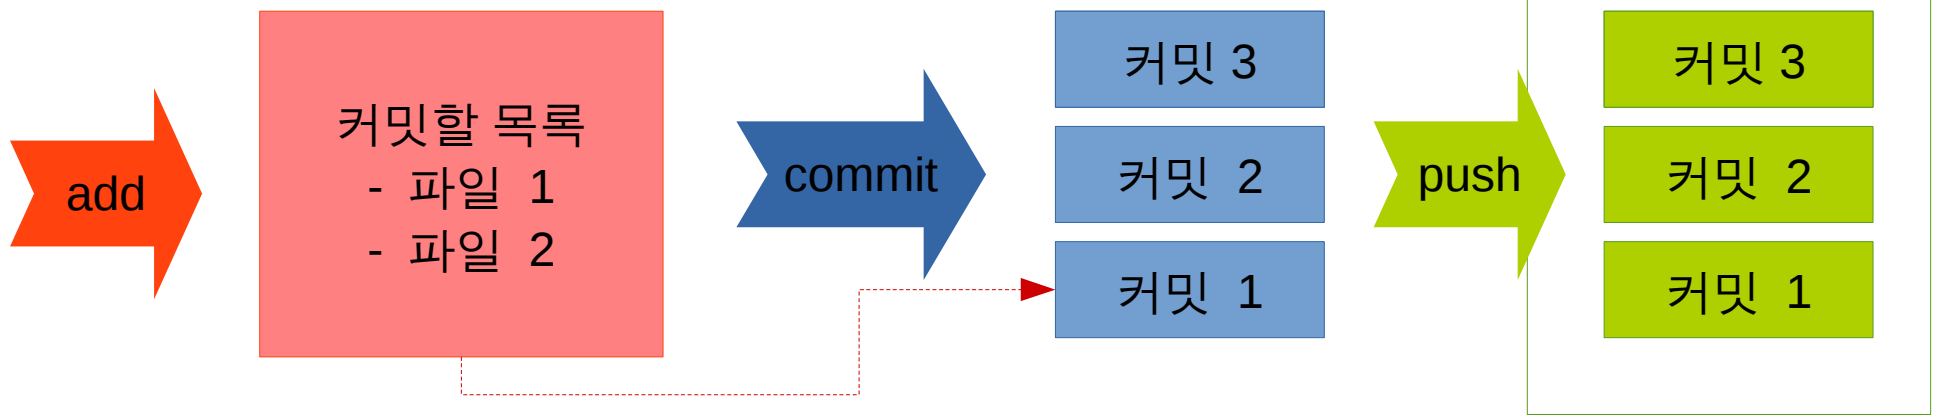 add
커밋할 목록
- 파일 1
- 파일 2
commit
커밋 3
커밋 2
커밋 1
push
커밋 3
커밋 2
커밋 1